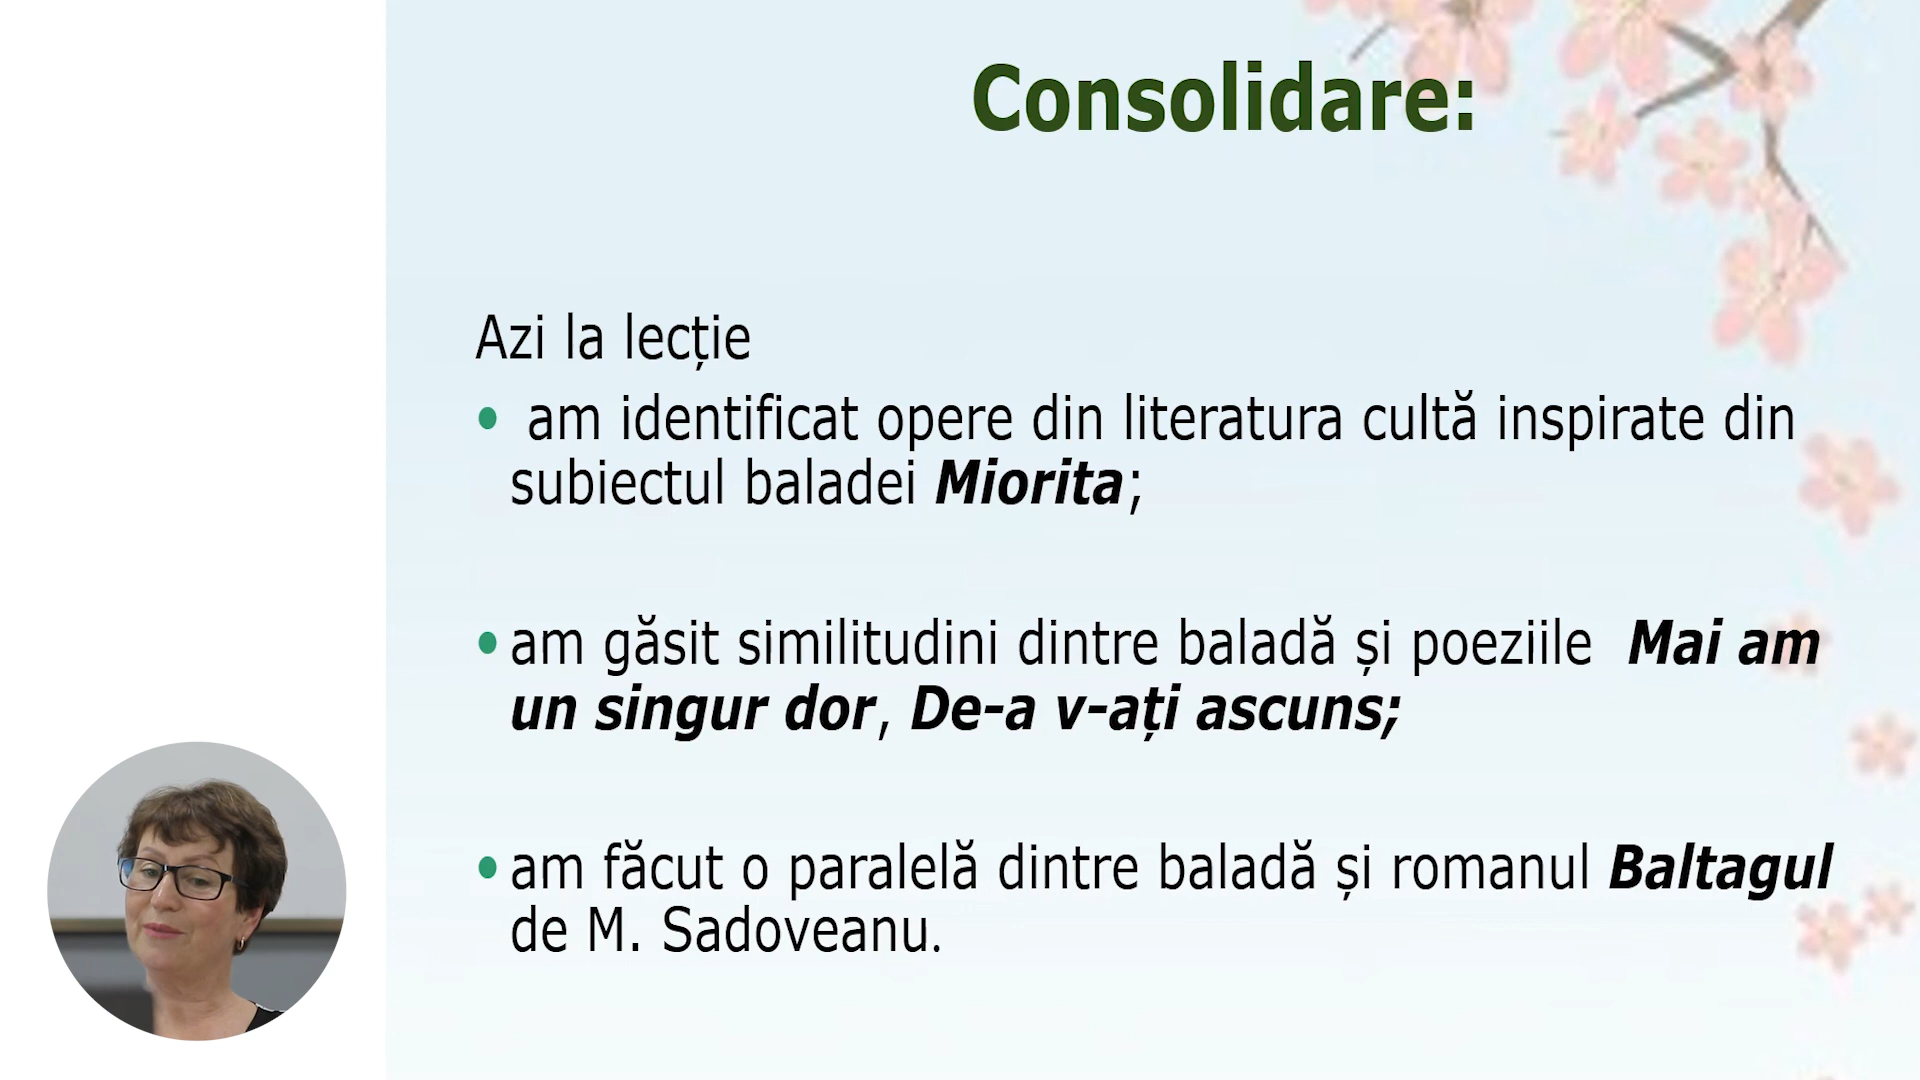 Consolidare:
Azi la lecție
• am identificat opere din literatura cultă inspirate din
subiectul baladei Miorita;
• am găsit similitudini dintre baladă și poeziile Mai am
un singur dor, De-a v-ați ascuns;
• am făcut o paralelă dintre baladă și romanul Baltagul
de M. Sadoveanu.